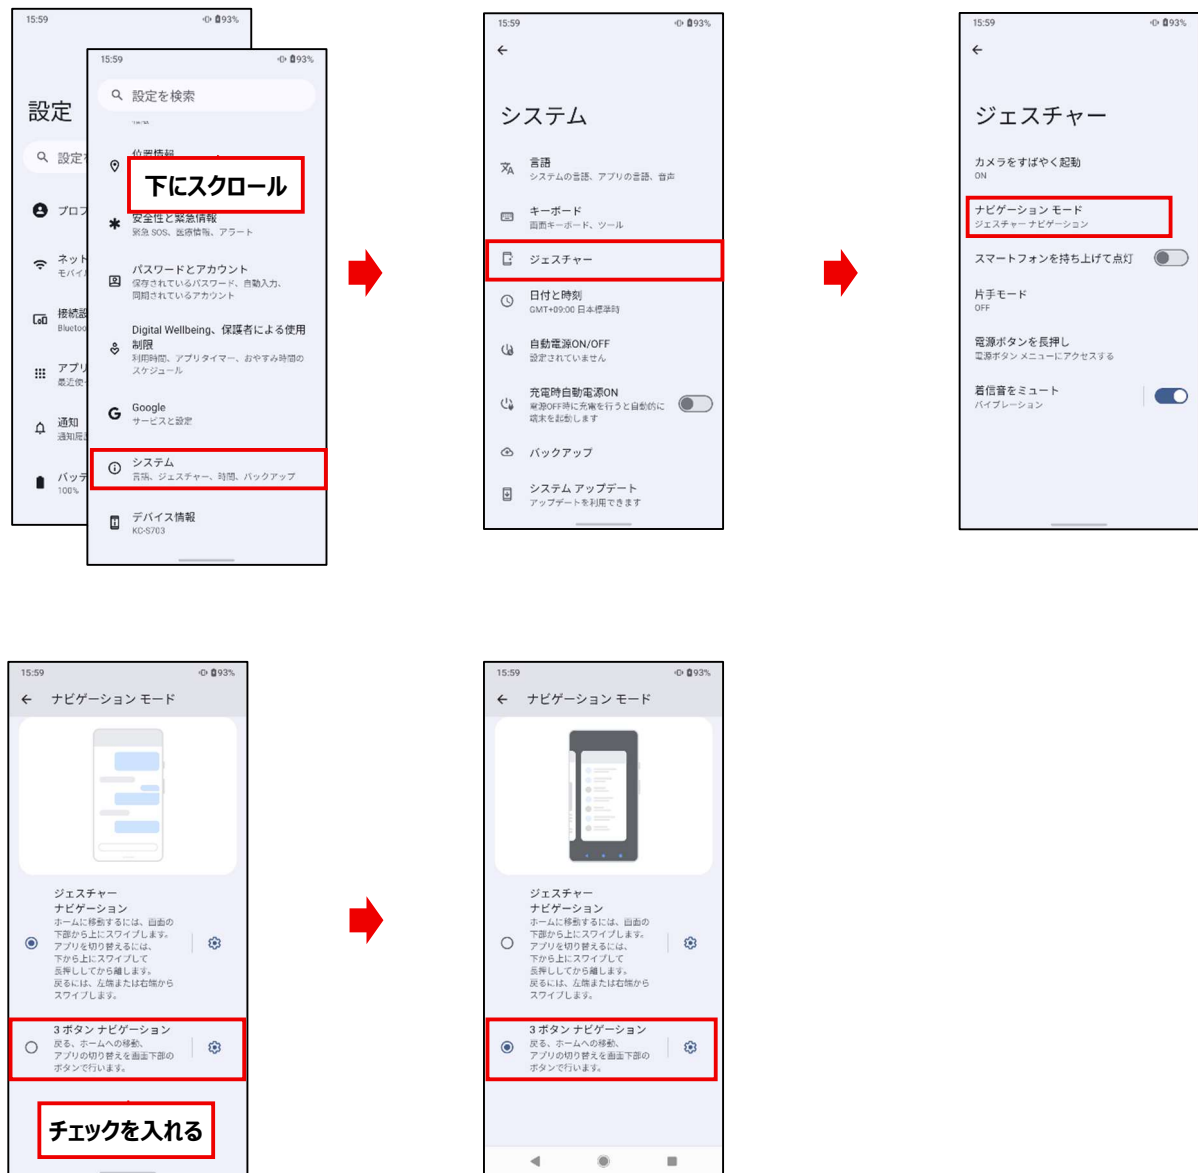 15:59
93%
設定
設定
プロフ
ネット
モバイル
接続設
Bluetoo
アプリ
最近使
通知
通知履歴
バッテ
100%
15:59
93%
設定を検索
位置情報
下にスクロール
安全性と緊急情報
緊急 SOS、医療情報、アラート
パスワードとアカウント
保存されているパスワード、自動入力、
同期されているアカウント
Digital Wellbeing、保護者による使用
制限
利用時間、アプリタイマー、おやすみ時間の
スケジュール
Google
サービスと設定
システム
言語、ジェスチャー、時間、バックアップ
デバイス情報
KC-S703
15:59
93%
システム
言語
システムの言語、アプリの言語、音声
キーボード
画面キーボード、ツール
ジェスチャー
日付と時刻
GMT+09:00 日本標準時
自動電源ON/OFF
設定されていません
充電時自動電源ON
電源OFF時に充電を行うと自動的に
端末を起動します
バックアップ
システム アップデート
アップデートを利用できます
15:59
93%
ジェスチャー
カメラをすばやく起動
ON
ナビゲーション モード
ジェスチャー ナビゲーション
スマートフォンを持ち上げて点灯
片手モード
OFF
電源ボタンを長押し
電源ボタン メニューにアクセスする
着信音をミュート
バイブレーション
15:59
93%
ナビゲーション モード
ジェスチャー
ナビゲーション
ホームに移動するには、画面の
下部から上にスワイプします。
アプリを切り替えるには、
下から上にスワイプして
長押ししてから離します。
戻るには、左端または右端から
スワイプします。
3 ボタン ナビゲーション
戻る、ホームへの移動、
アプリの切り替えを画面下部の
ボタンで行います。
チェックを入れる
15:59
93%
ナビゲーション モード
ジェスチャー
ナビゲーション
ホームに移動するには、画面の
下部から上にスワイプします。
アプリを切り替えるには、
下から上にスワイプして
長押ししてから離します。
戻るには、左端または右端から
スワイプします。
3 ボタン ナビゲーション
戻る、ホームへの移動、
アプリの切り替えを画面下部の
ボタンで行います。